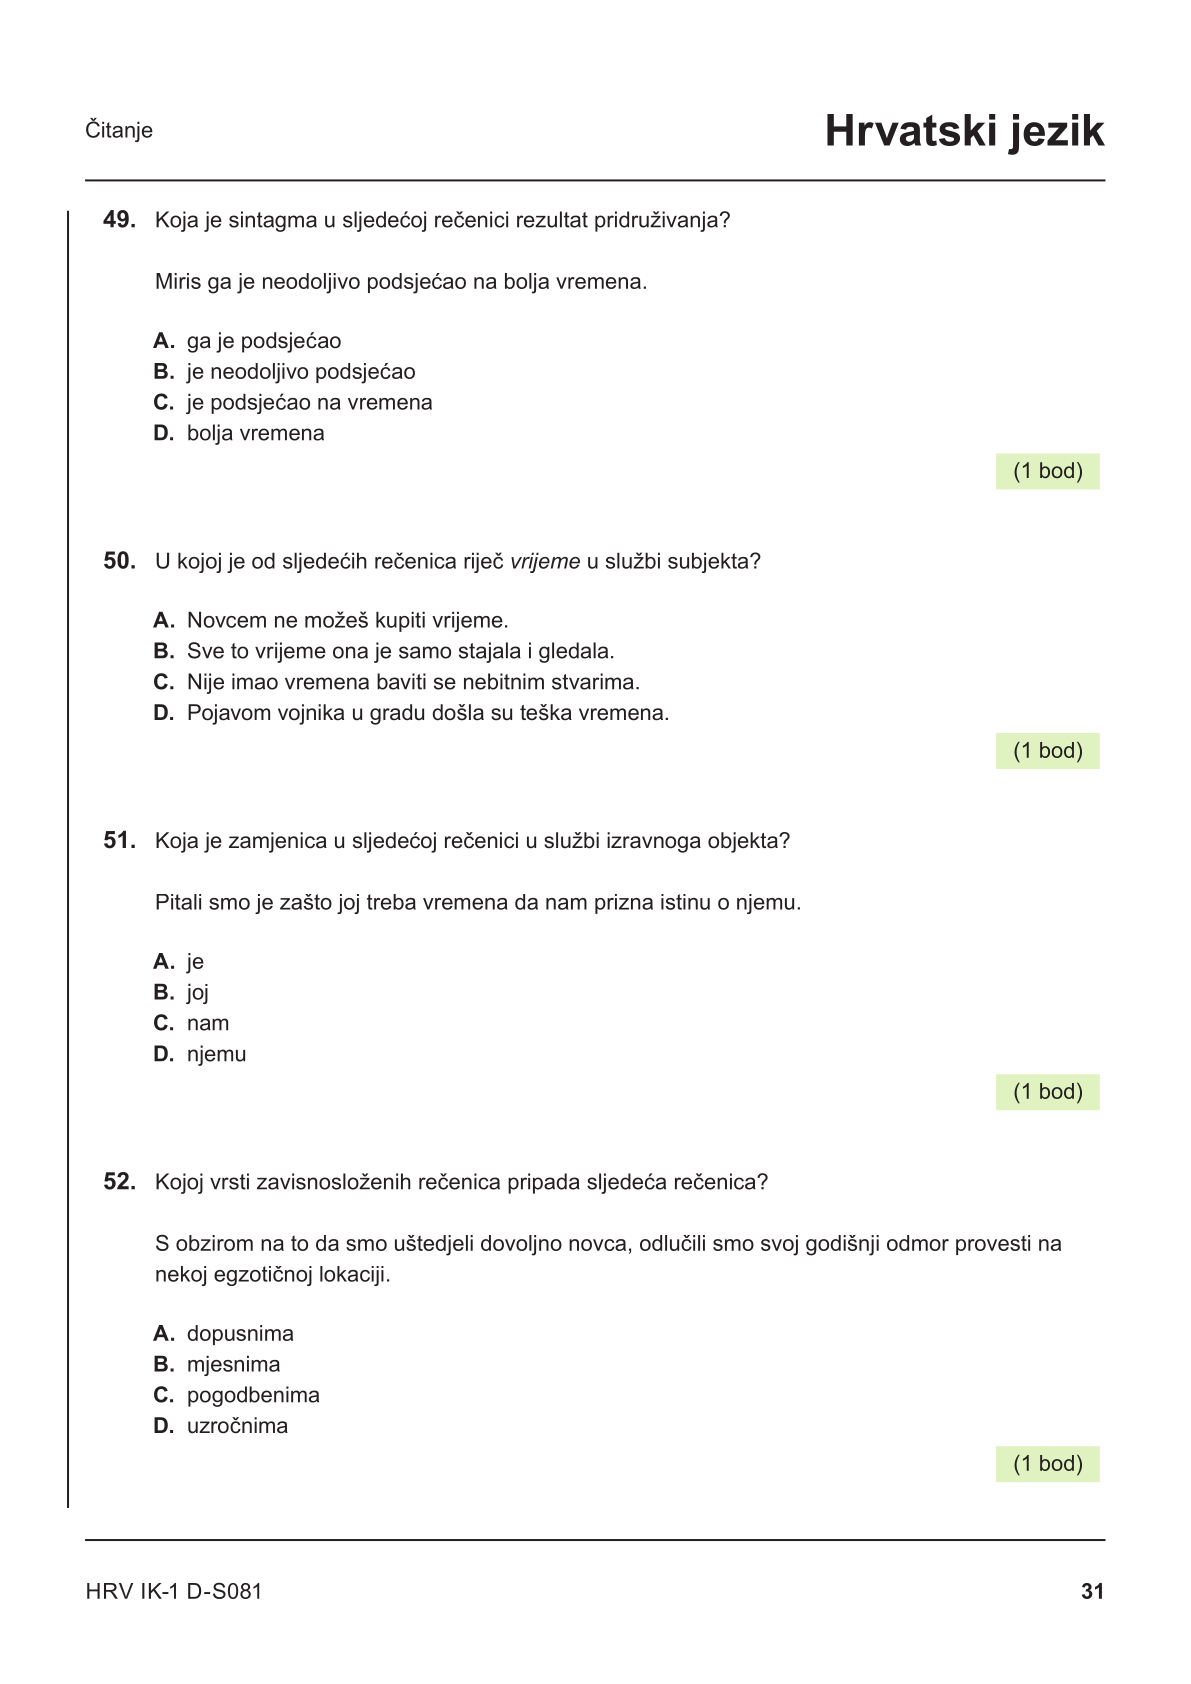 Čitanje
Hrvatski jezik
49. Koja je sintagma u sljedećoj rečenici rezultat pridruživanja?
Miris ga je neodoljivo podsjećao na bolja vremena.
A. ga je podsjećao
B. je neodoljivo podsjećao
C. je podsjećao na vremena
D. bolja vremena
(1 bod)
50. U kojoj je od sljedećih rečenica riječ vrijeme u službi subjekta?
A. Novcem ne možeš kupiti vrijeme.
B. Sve to vrijeme ona je samo stajala i gledala.
C. Nije imao vremena baviti se nebitnim stvarima.
D. Pojavom vojnika u gradu došla su teška vremena.
(1 bod)
51. Koja je zamjenica u sljedećoj rečenici u službi izravnoga objekta?
Pitali smo je zašto joj treba vremena da nam prizna istinu o njemu.
A. je
B. joj
C. nam
D. njemu
(1 bod)
52. Kojoj vrsti zavisnosloženih rečenica pripada sljedeća rečenica?
S obzirom na to da smo uštedjeli dovoljno novca, odlučili smo svoj godišnji odmor provesti na
nekoj egzotičnoj lokaciji.
A. dopusnima
B. mjesnima
C. pogodbenima
D. uzročnima
(1 bod)
HRV IK-1 D-S081
31